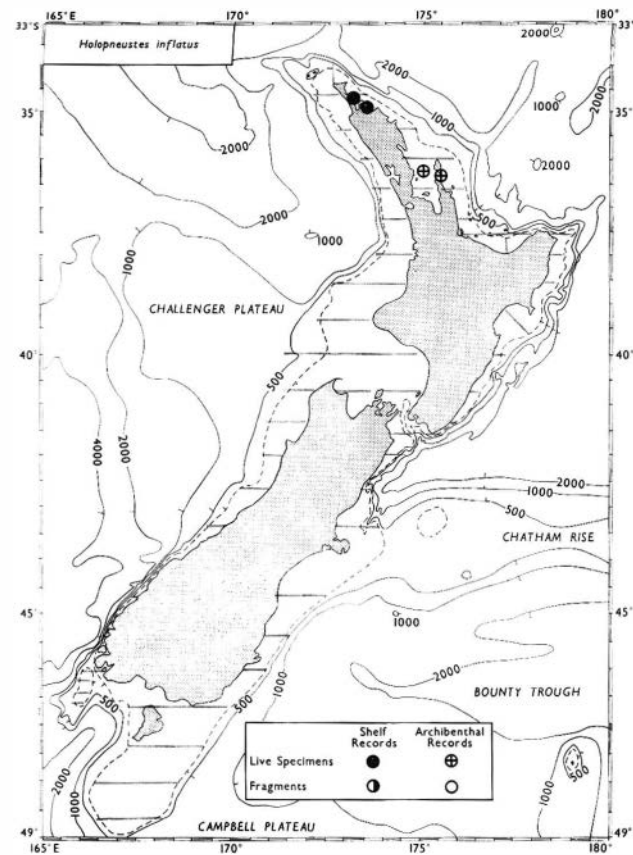 165°E 170° 175° 180°
33°S 33°S
Holopneustes inflatus
2000
2000
1000
2000
35° 35°
1000
2000
2000
2000
500
1000
1000
CHALLENGER PLATEAU
40° 40°
500
4000
2000
2000
1000
500
CHATHAM RISE
45° 45°
1000
2000
BOUNTY TROUGH
500
500
1000
Shelf Records Archibenthal Records
Live Specimens
Fragments
2000
1000
1000
500
CAMPBELL PLATEAU
49° 49°
165°E 170° 175° 180°